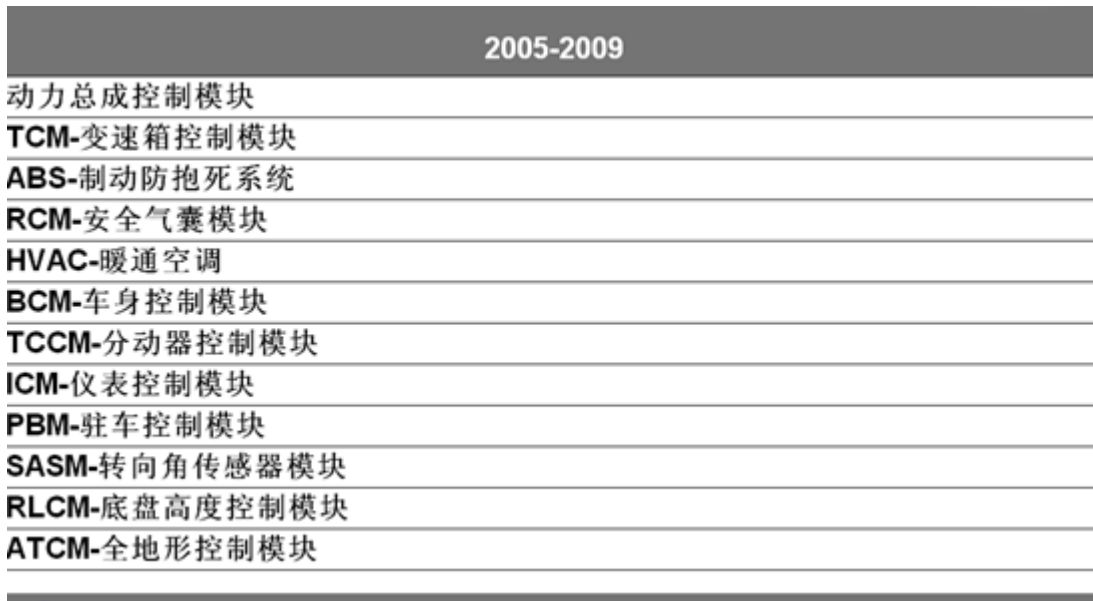 2005-2009
动力总成控制模块
TCM-变速箱控制模块
ABS-制动防抱死系统
RCM-安全气囊模块
HVAC-暖通空调
BCM-车身控制模块
TCCM-分动器控制模块
ICM-仪表控制模块
PBM-驻车控制模块
SASM-转向角传感器模块
RLCM-底盘高度控制模块
ATCM-全地形控制模块